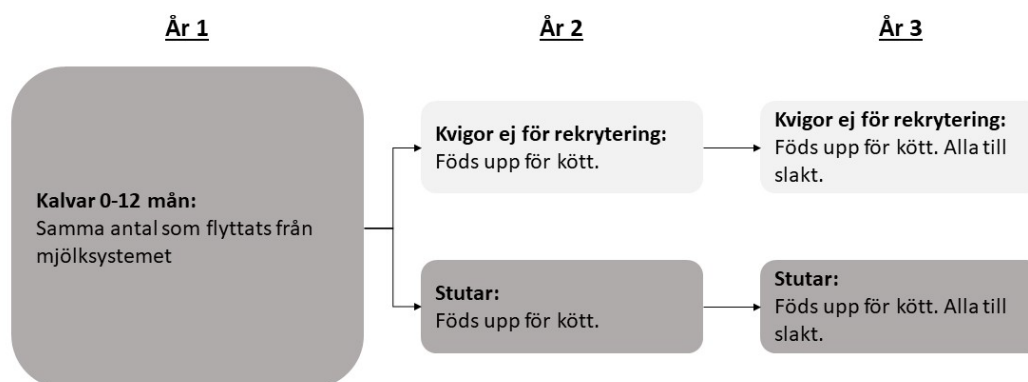 År 1
År 2
År 3
Kalvar 0-12 mån:
Samma antal som flyttats från
mjölksystemet
Kvigor ej för rekrytering:
Föds upp för kött.
Kvigor ej för rekrytering:
Föds upp för kött. Alla till
slakt.
Stutar:
Föds upp för kött.
Stutar:
Föds upp för kött. Alla till
slakt.